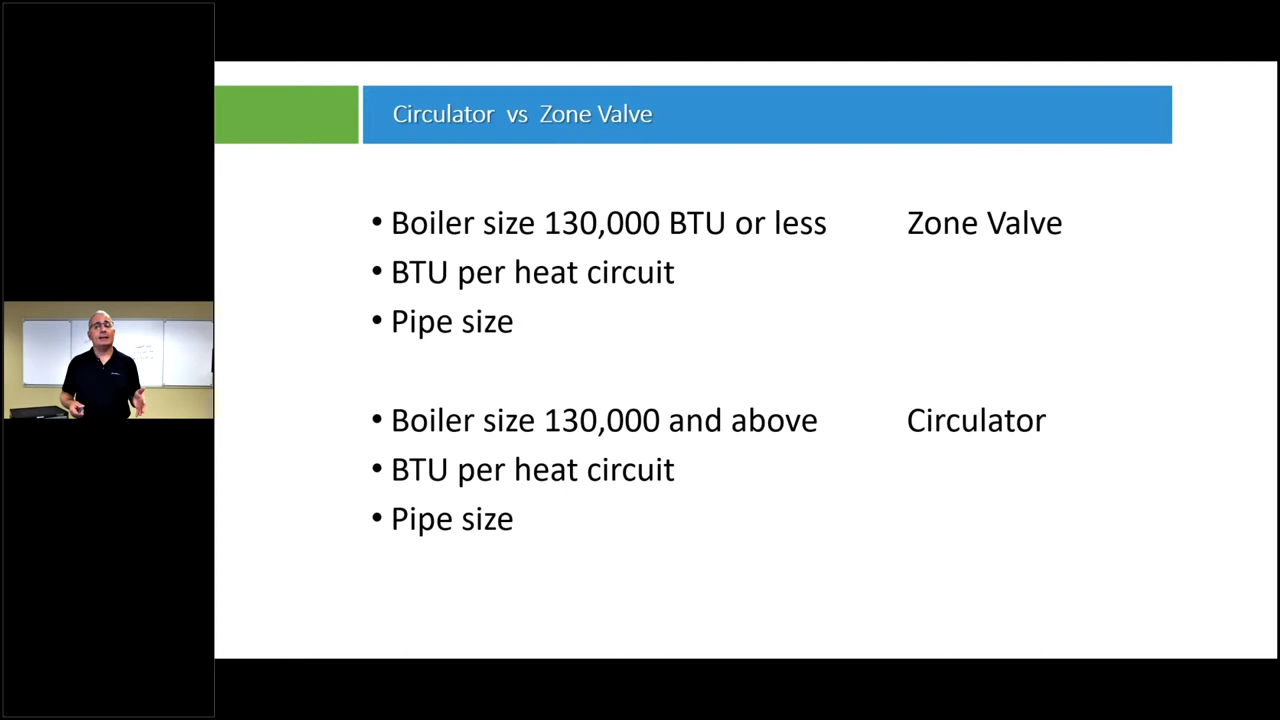 Circulator vs Zone Valve
• Boiler size 130,000 BTU or less Zone Valve
• BTU per heat circuit
• Pipe size
• Boiler size 130,000 and above Circulator
• BTU per heat circuit
• Pipe size